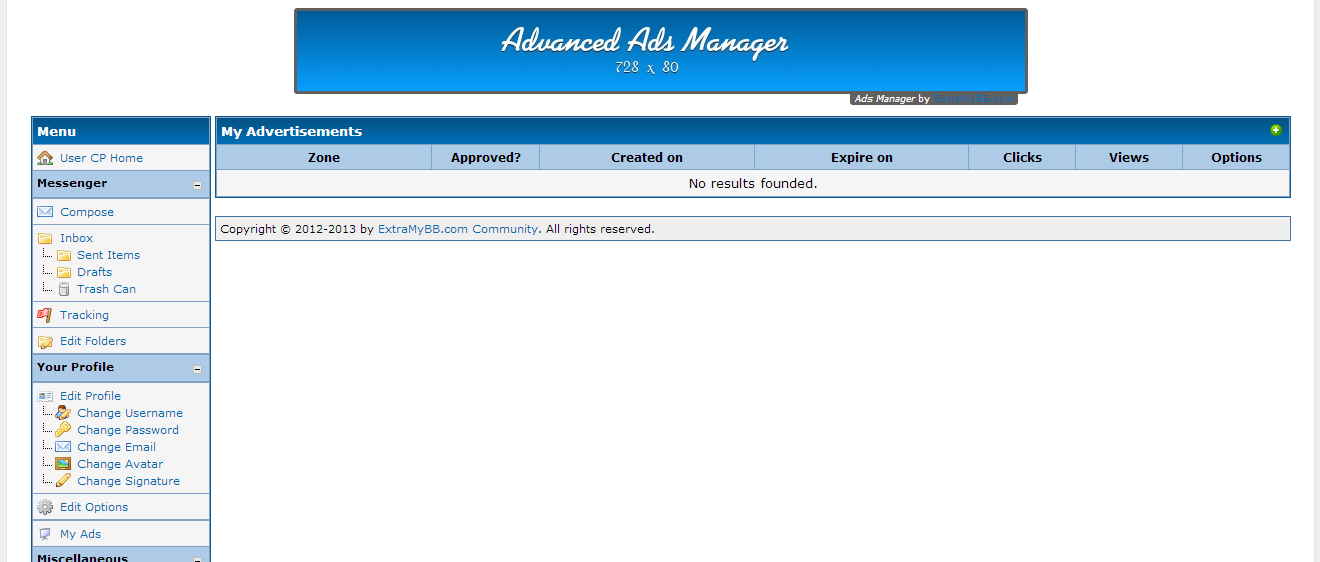 Advanced Ads Manager
728 x 80
Ads Manager by ExtraMyBB.com
Menu
User CP Home
Messenger
Compose
Inbox
Sent Items
Drafts
Trash Can
Tracking
Edit Folders
Your Profile
Edit Profile
Change Username
Change Password
Change Email
Change Avatar
Change Signature
Edit Options
My Ads
Miscellaneous
My Advertisements
Zone Approved? Created on Expire on Clicks Views Options
No results founded.
Copyright © 2012-2013 by ExtraMyBB.com Community. All rights reserved.